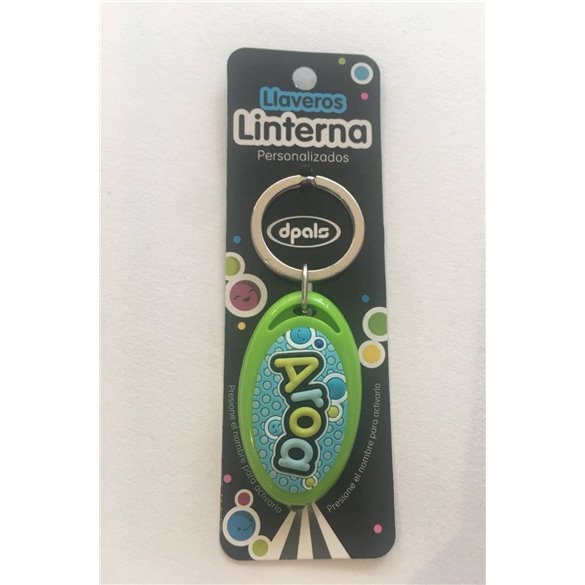 Llaveros
Linterna
Personalizados
dpals
Aroa
Presione el nombre para activarlo
Presione el nombre para activarlo